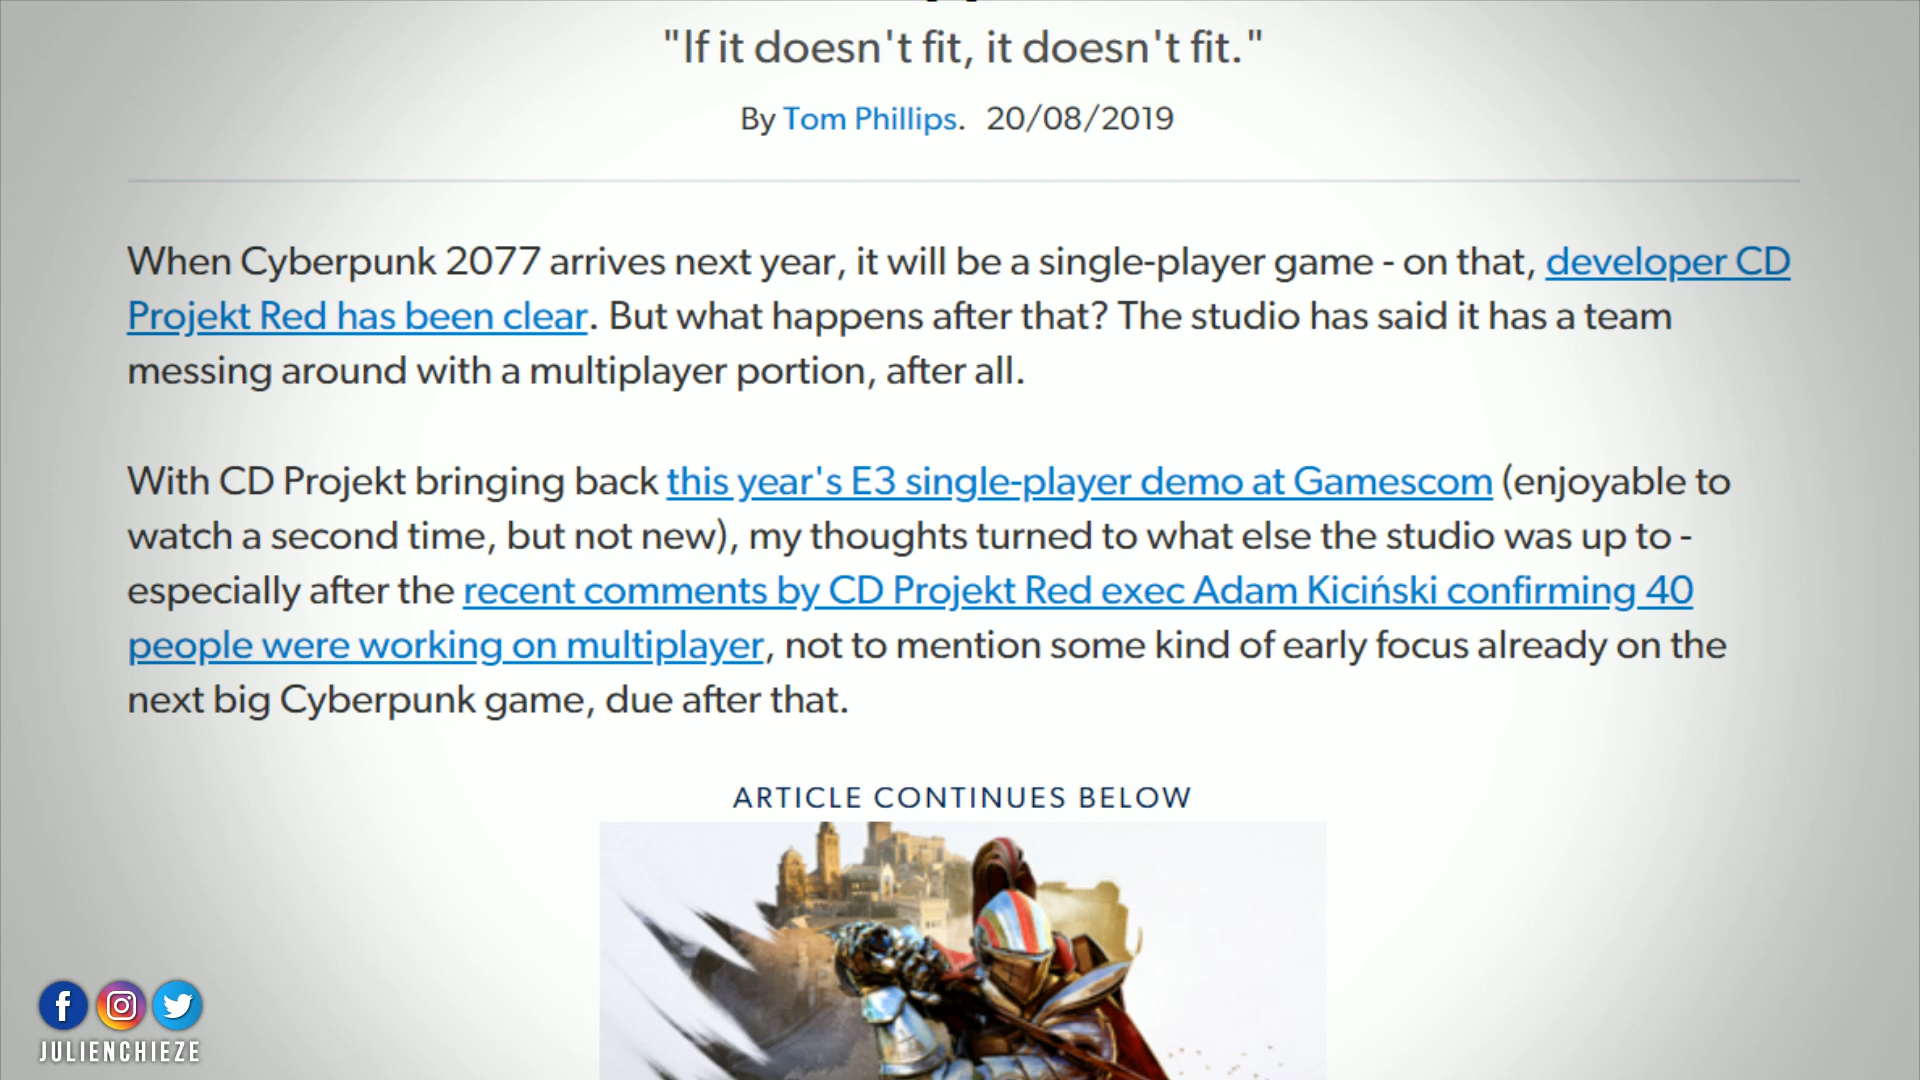 "If it doesn't fit, it doesn't fit."
By Tom Phillips. 20/08/2019
When Cyberpunk 2077 arrives next year, it will be a single-player game - on that, developer CD
Projekt Red has been clear. But what happens after that? The studio has said it has a team
messing around with a multiplayer portion, after all.
With CD Projekt bringing back this year's E3 single-player demo at Gamescom (enjoyable to
watch a second time, but not new), my thoughts turned to what else the studio was up to -
especially after the recent comments by CD Projekt Red exec Adam Kiciński confirming 40
people were working on multiplayer, not to mention some kind of early focus already on the
next big Cyberpunk game, due after that.
ARTICLE CONTINUES BELOW
JULIENCHIEZE